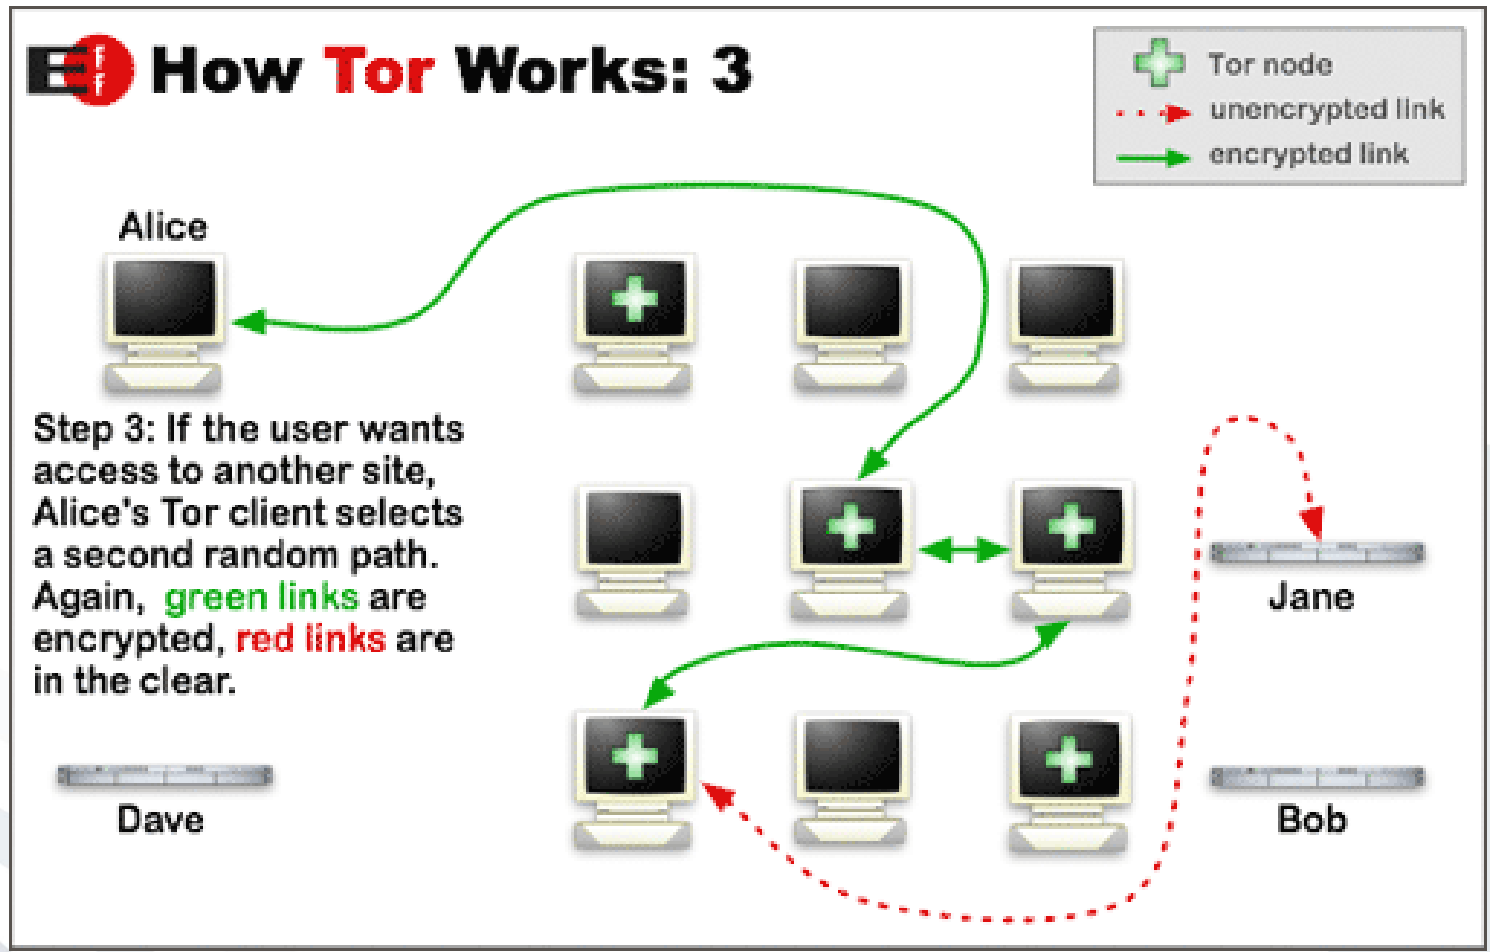 EFF How Tor Works: 3
Tor node
unencrypted link
encrypted link
Alice
Step 3: If the user wants
access to another site,
Alice's Tor client selects
a second random path.
Again, green links are
encrypted, red links are
in the clear.
Jane
Dave
Bob